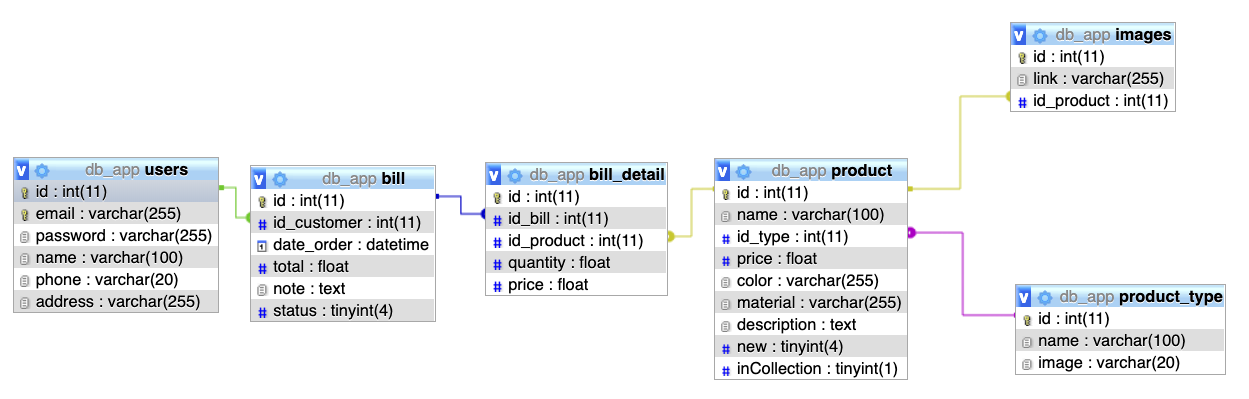 db_app users
id : int(11)
email : varchar(255)
password : varchar(255)
name : varchar(100)
phone : varchar(20)
address : varchar(255)
db_app bill
id : int(11)
id_customer : int(11)
date_order : datetime
total : float
note : text
status : tinyint(4)
db_app bill_detail
id : int(11)
id_bill : int(11)
id_product : int(11)
quantity : float
price : float
db_app product
id : int(11)
name : varchar(100)
id_type : int(11)
price : float
color : varchar(255)
material : varchar(255)
description : text
new : tinyint(4)
inCollection : tinyint(1)
db_app images
id : int(11)
link : varchar(255)
id_product : int(11)
db_app product_type
id : int(11)
name : varchar(100)
image : varchar(20)